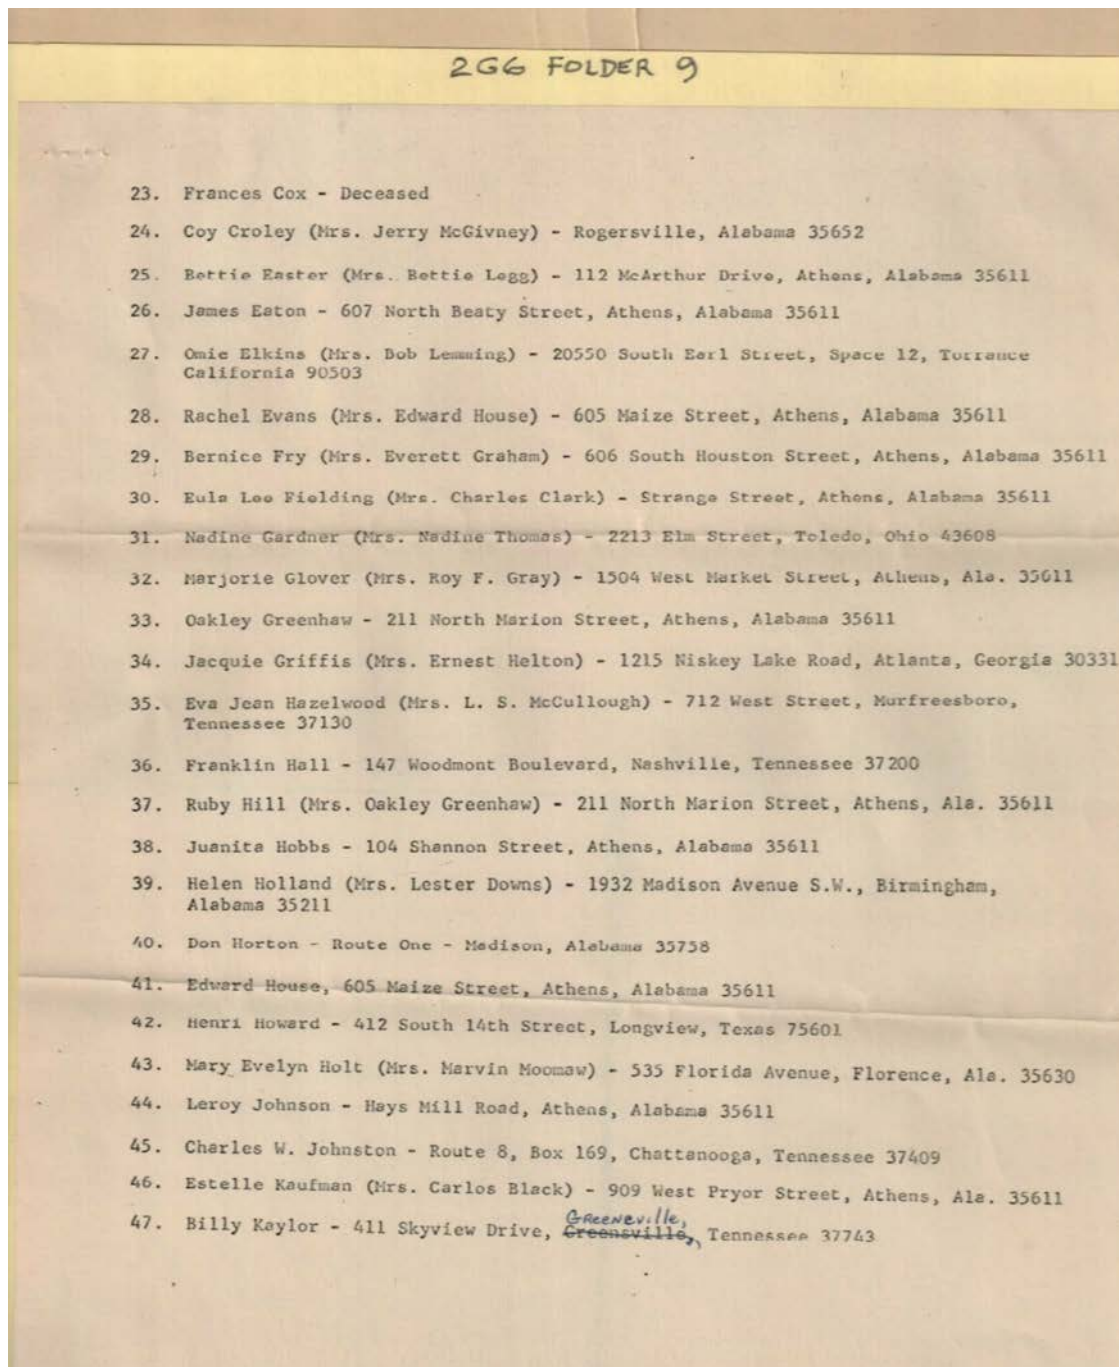 2G6 FOLDER 9
23. Frances Cox - Deceased
24. Coy Croley (Mrs. Jerry McGivney) - Rogersville, Alabama 35652
25. Bettie Easter (Mrs. Bettie Legg) - 112 McArthur Drive, Athens, Alabama 35611
26. James Eaton - 607 North Beaty Street, Athens, Alabama 35611
27. Omie Elkins (Mrs. Bob Lemming) - 20550 South Earl Street, Space 12, Torrance
California 90503
28. Rachel Evans (Mrs. Edward House) - 605 Maize Street, Athens, Alabama 35611
29. Bernice Fry (Mrs. Everett Graham) - 606 South Houston Street, Athens, Alabama 35611
30. Eula Lee Fielding (Mrs. Charles Clark) - Strange Street, Athens, Alabama 35611
31. Nadine Gardner (Mrs. Nadine Thomas) - 2213 Elm Street, Toledo, Ohio 43608
32. Marjorie Glover (Mrs. Roy F. Gray) - 1504 West Market Street, Athens, Ala. 35611
33. Oakley Greenhaw - 211 North Marion Street, Athens, Alabama 35611
34. Jacquie Griffis (Mrs. Ernest Helton) - 1215 Niskey Lake Road, Atlanta, Georgia 30331
35. Eva Jean Hazelwood (Mrs. L. S. McCullough) - 712 West Street, Murfreesboro,
Tennessee 37130
36. Franklin Hall - 147 Woodmont Boulevard, Nashville, Tennessee 37200
37. Ruby Hill (Mrs. Oakley Greenhaw) - 211 North Marion Street, Athens, Ala. 35611
38. Juanita Hobbs - 104 Shannon Street, Athens, Alabama 35611
39. Helen Holland (Mrs. Lester Downs) - 1932 Madison Avenue S.W., Birmingham,
Alabama 35211
40. Don Horton - Route One - Madison, Alabama 35758
41. Edward House, 605 Maize Street, Athens, Alabama 35611
42. Henri Howard - 412 South 14th Street, Longview, Texas 75601
43. Mary Evelyn Holt (Mrs. Marvin Moomaw) - 535 Florida Avenue, Florence, Ala. 35630
44. Leroy Johnson - Hays Mill Road, Athens, Alabama 35611
45. Charles W. Johnston - Route 8, Box 169, Chattanooga, Tennessee 37409
46. Estelle Kaufman (Mrs. Carlos Black) - 909 West Pryor Street, Athens, Ala. 35611
GReeNeville,
47. Billy Kaylor - 411 Skyview Drive, Greensville, Tennessee 37743